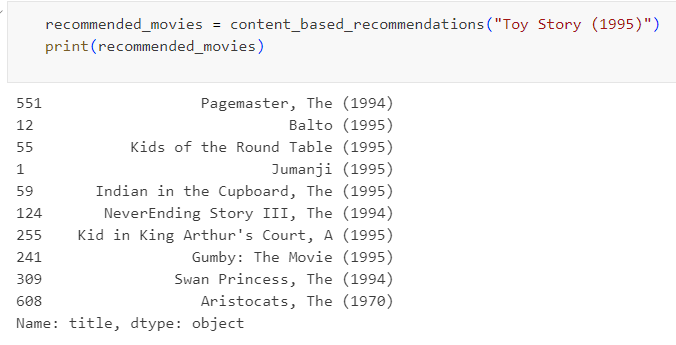 recommended_movies = content_based_recommendations("Toy Story (1995)")
print(recommended_movies)
551 Pagemaster, The (1994)
12 Balto (1995)
55 Kids of the Round Table (1995)
1 Jumanji (1995)
59 Indian in the Cupboard, The (1995)
124 NeverEnding Story III, The (1994)
255 Kid in King Arthur's Court, A (1995)
241 Gumby: The Movie (1995)
309 Swan Princess, The (1994)
608 Aristocats, The (1970)
Name: title, dtype: object